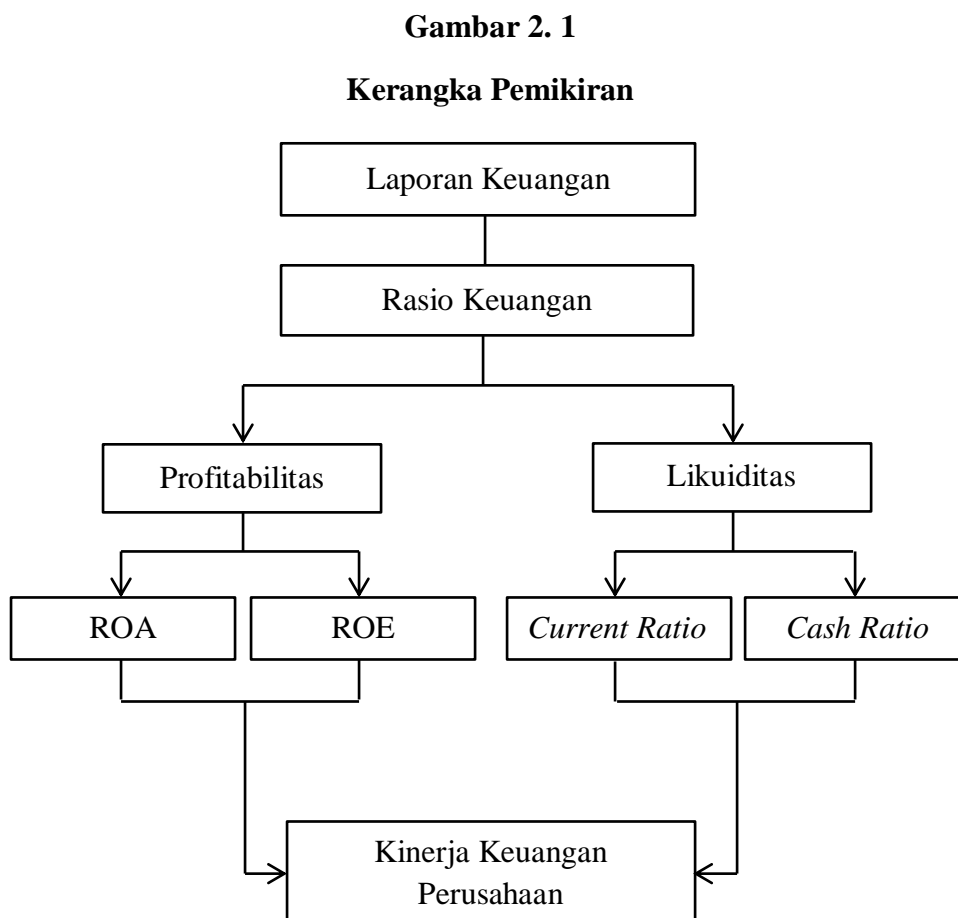 Gambar 2. 1
Kerangka Pemikiran
Laporan Keuangan
Rasio Keuangan
Profitabilitas
Likuiditas
ROA
ROE
Current Ratio
Cash Ratio
Kinerja Keuangan
Perusahaan